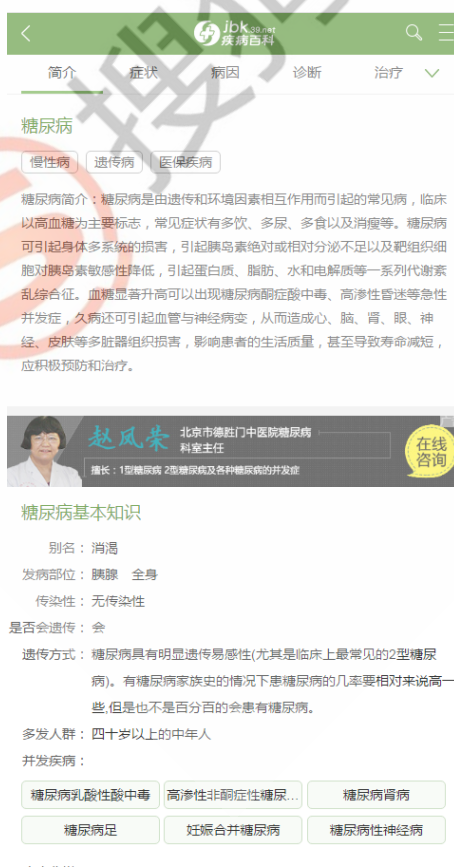 jbk.39.net
疾病百科
简介 症状 病因 诊断 治疗
糖尿病
慢性病 遗传病 医保疾病
糖尿病简介：糖尿病是由遗传和环境因素相互作用而引起的常见病，临床
以高血糖为主要标志，常见症状有多饮、多尿、多食以及消瘦等。糖尿病
可引起身体多系统的损害，引起胰岛素绝对或相对分泌不足以及靶组织细
胞对胰岛素敏感性降低，引起蛋白质、脂肪、水和电解质等一系列代谢紊
乱综合征。血糖显著升高可以出现糖尿病酮症酸中毒、高渗性昏迷等急性
并发症，久病还可引起血管与神经病变，从而造成心、脑、肾、眼、神
经、皮肤等多脏器组织损害，影响患者的生活质量，甚至导致寿命减短，
应积极预防和治疗。
赵风荣 北京市德胜门中医院糖尿病
科室主任
擅长：1型糖尿病 2型糖尿病及各种糖尿病的并发症
在线
咨询
糖尿病基本知识
别名：消渴
发病部位：胰腺 全身
传染性：无传染性
是否会遗传：会
遗传方式：糖尿病具有明显遗传易感性(尤其是临床上最常见的2型糖尿
病)。有糖尿病家族史的情况下患糖尿病的几率要相对来说高一
些,但是也不是百分百的会患有糖尿病。
多发人群：四十岁以上的中年人
并发疾病：
糖尿病乳酸性酸中毒 高渗性非酮症性糖尿... 糖尿病肾病
糖尿病足 妊娠合并糖尿病 糖尿病性神经病